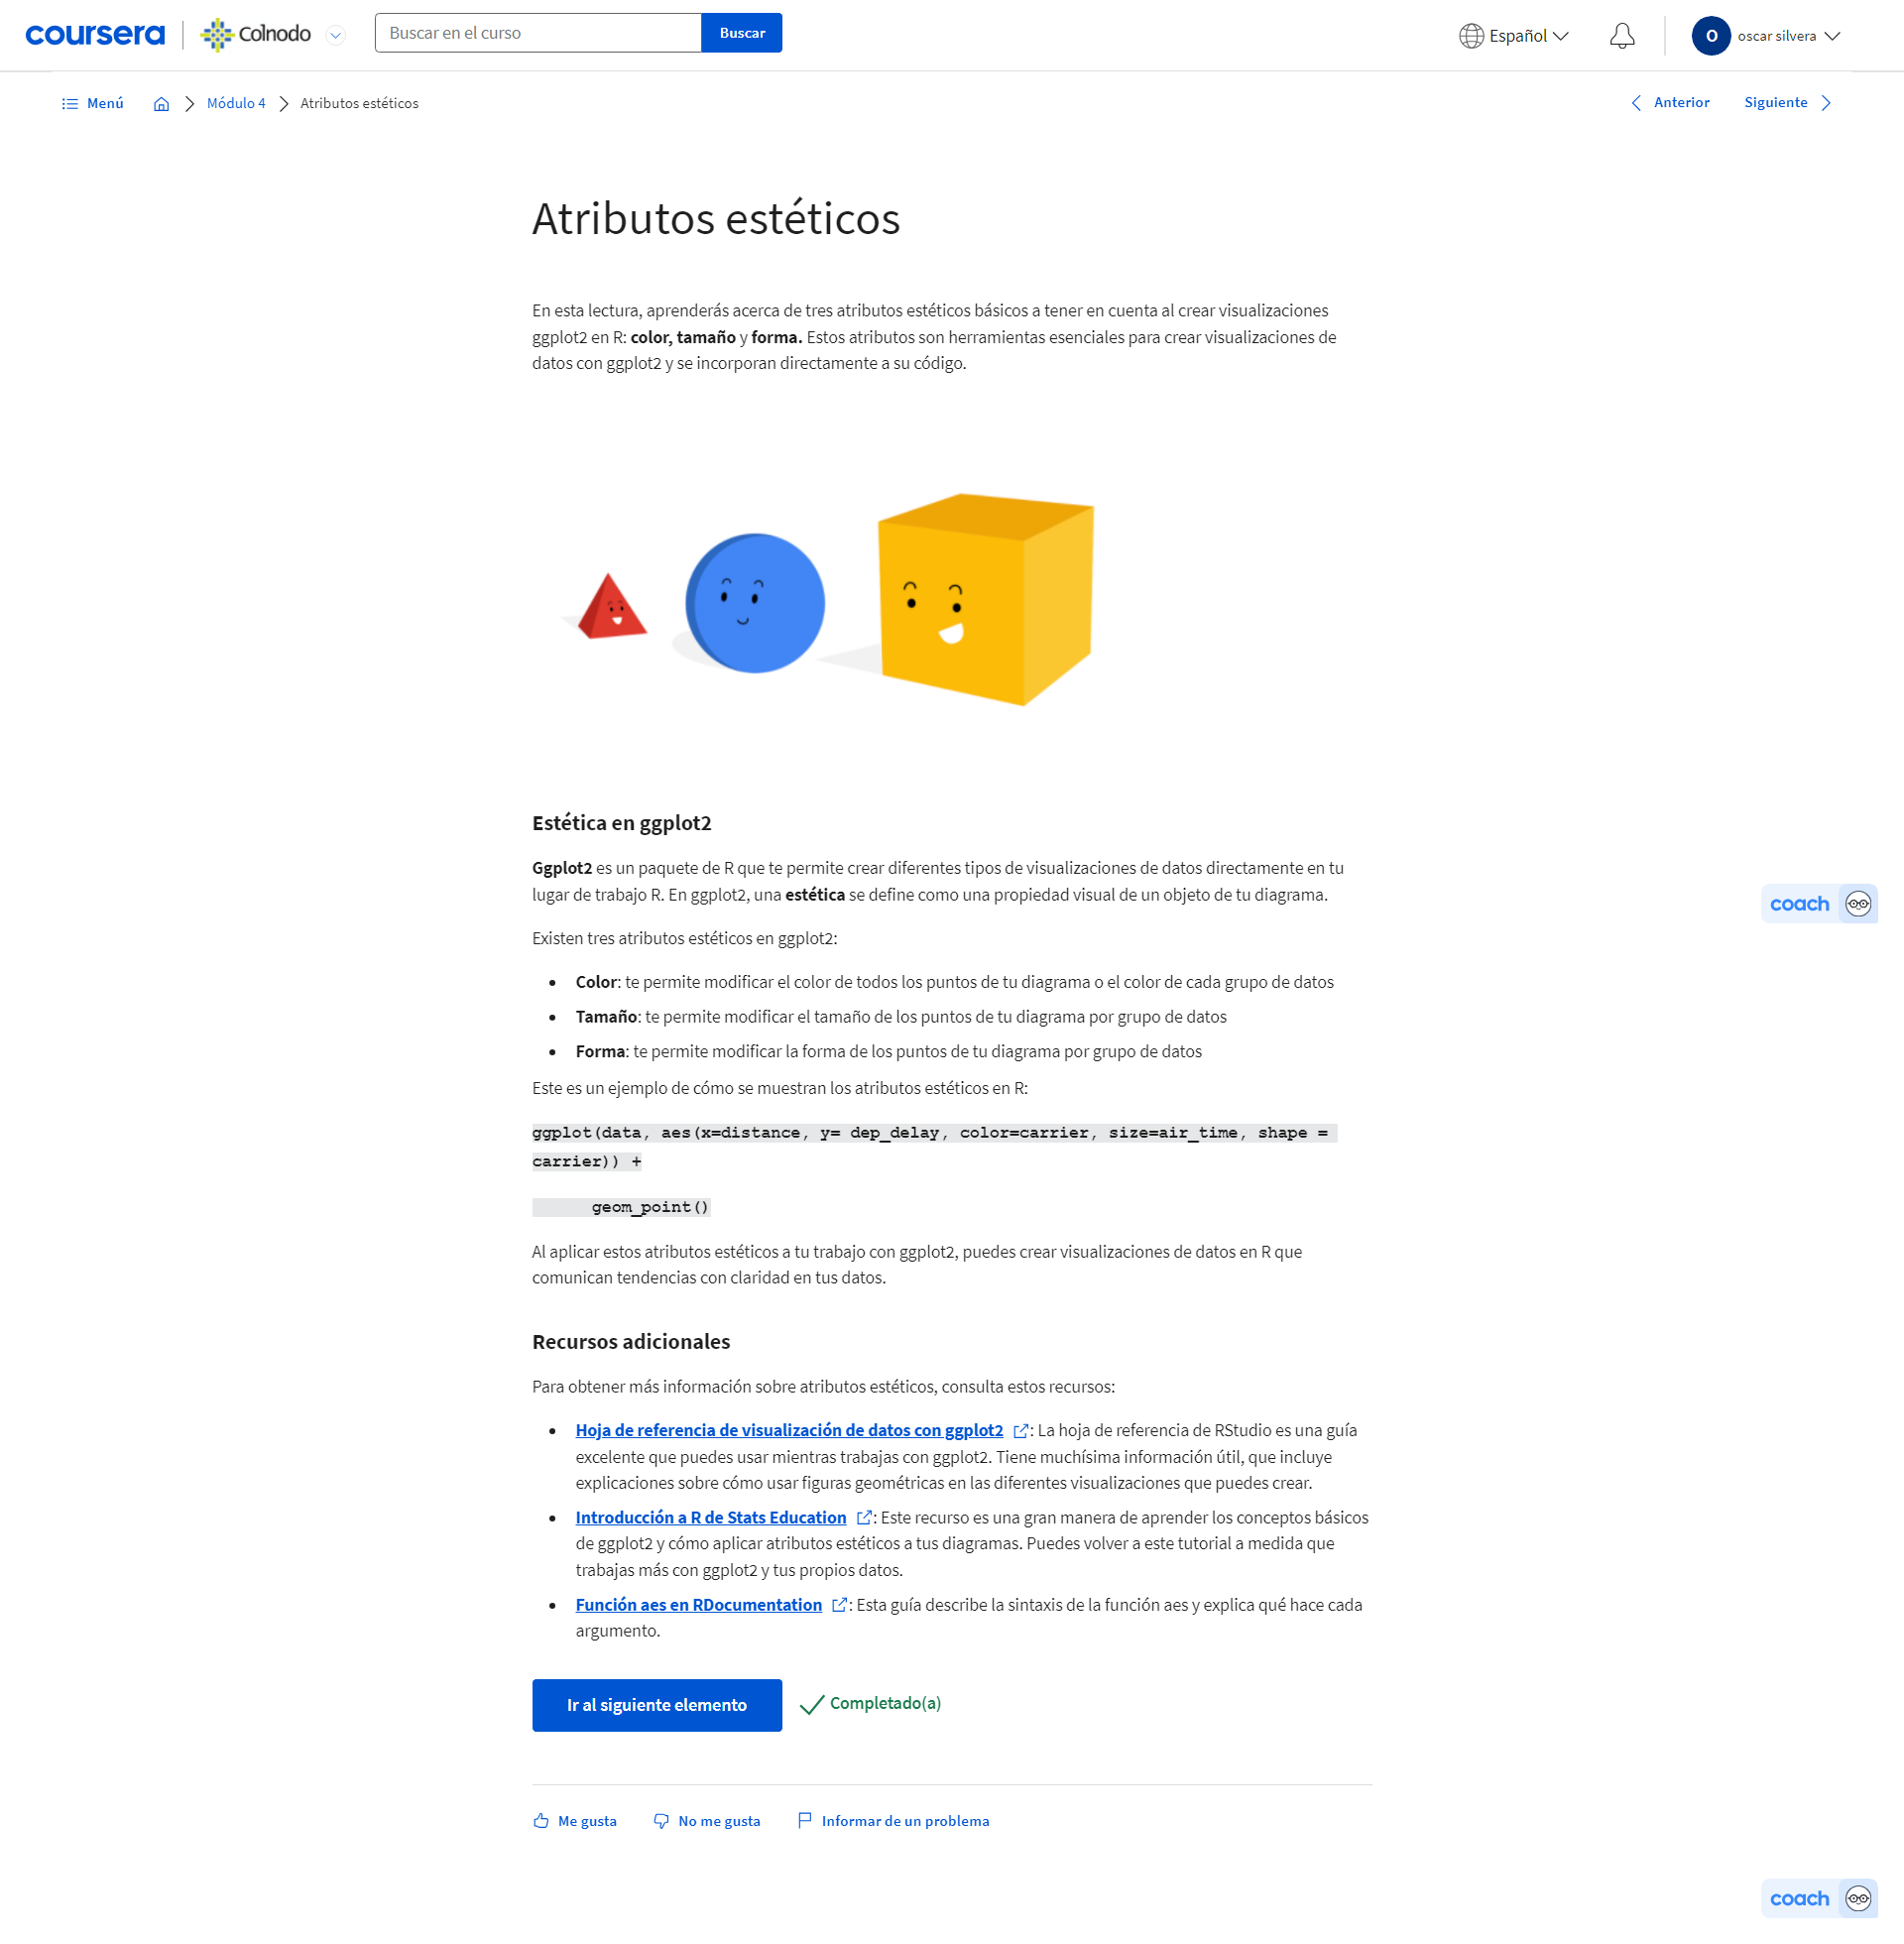 coursera Colnodo Buscar en el curso Buscar Español O oscar silvera
Menú Módulo 4 Atributos estéticos Anterior Siguiente
Atributos estéticos
En esta lectura, aprenderás acerca de tres atributos estéticos básicos a tener en cuenta al crear visualizaciones
ggplot2 en R: color, tamaño y forma. Estos atributos son herramientas esenciales para crear visualizaciones de
datos con ggplot2 y se incorporan directamente a su código.
Estética en ggplot2
Ggplot2 es un paquete de R que te permite crear diferentes tipos de visualizaciones de datos directamente en tu
lugar de trabajo R. En ggplot2, una estética se define como una propiedad visual de un objeto de tu diagrama.
coach
Existen tres atributos estéticos en ggplot2:
• Color: te permite modificar el color de todos los puntos de tu diagrama o el color de cada grupo de datos
• Tamaño: te permite modificar el tamaño de los puntos de tu diagrama por grupo de datos
• Forma: te permite modificar la forma de los puntos de tu diagrama por grupo de datos
Este es un ejemplo de cómo se muestran los atributos estéticos en R:
ggplot(data, aes(x=distance, y= dep_delay, color=carrier, size=air_time, shape =
carrier)) +
geom_point()
Al aplicar estos atributos estéticos a tu trabajo con ggplot2, puedes crear visualizaciones de datos en R que
comunican tendencias con claridad en tus datos.
Recursos adicionales
Para obtener más información sobre atributos estéticos, consulta estos recursos:
• Hoja de referencia de visualización de datos con ggplot2 : La hoja de referencia de RStudio es una guía
excelente que puedes usar mientras trabajas con ggplot2. Tiene muchísima información útil, que incluye
explicaciones sobre cómo usar figuras geométricas en las diferentes visualizaciones que puedes crear.
• Introducción a R de Stats Education : Este recurso es una gran manera de aprender los conceptos básicos
de ggplot2 y cómo aplicar atributos estéticos a tus diagramas. Puedes volver a este tutorial a medida que
trabajas más con ggplot2 y tus propios datos.
• Función aes en RDocumentation : Esta guía describe la sintaxis de la función aes y explica qué hace cada
argumento.
Ir al siguiente elemento Completado(a)
Me gusta No me gusta Informar de un problema
coach